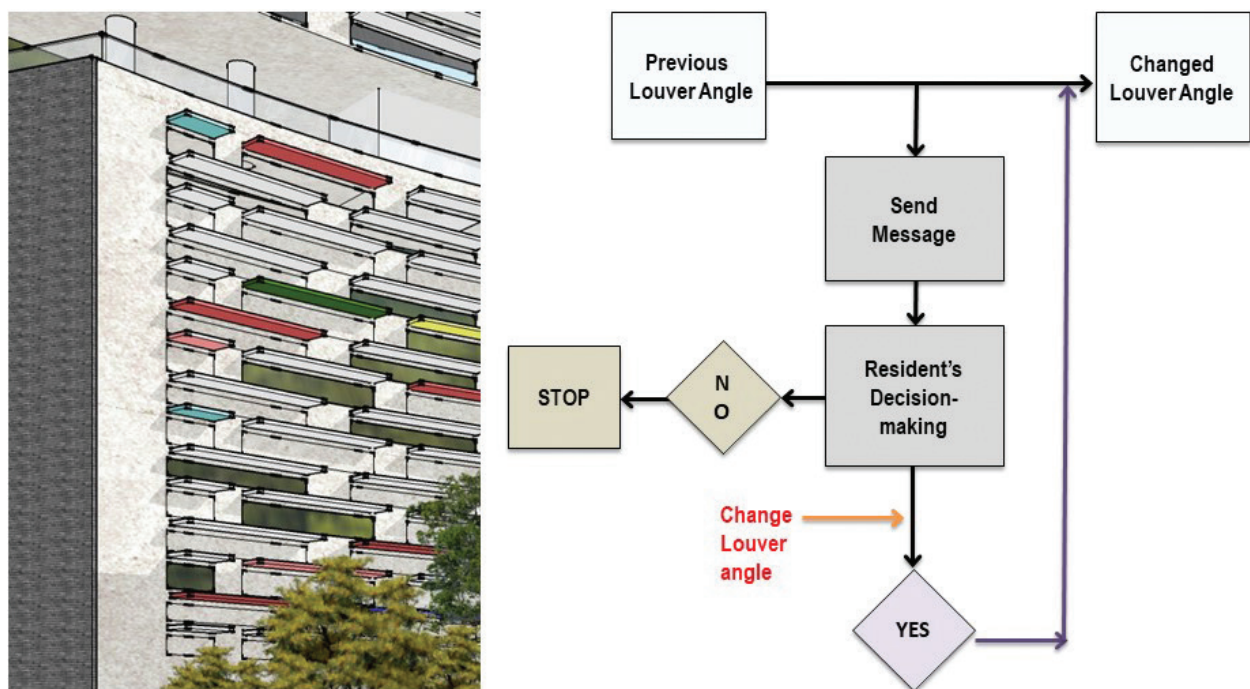 Previous
Louver Angle
Changed
Louver Angle
Send
Message
Resident's
Decision-
making
N
O
STOP
Change
Louver
angle
YES